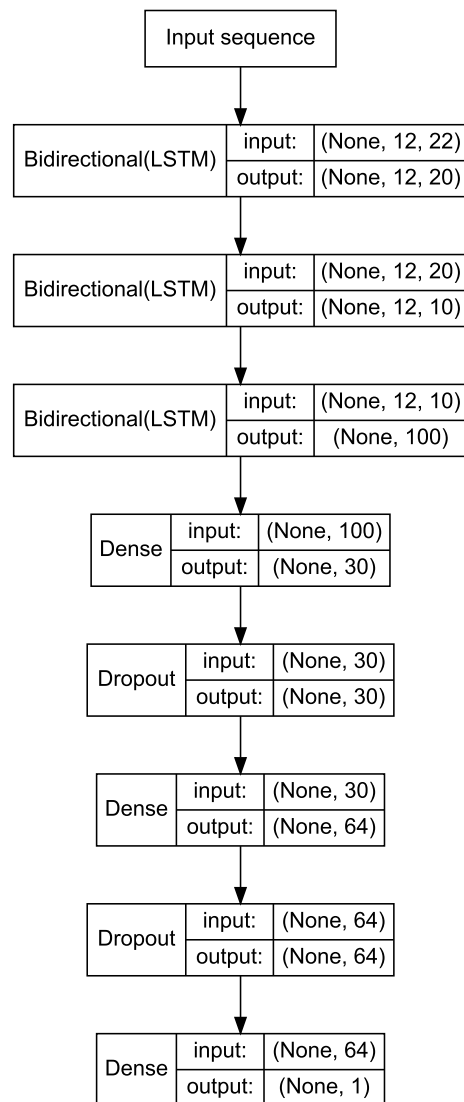 Input sequence
Bidirectional(LSTM) input: (None, 12, 22)
output: (None, 12, 20)
Bidirectional(LSTM) input: (None, 12, 20)
output: (None, 12, 10)
Bidirectional(LSTM) input: (None, 12, 10)
output: (None, 100)
Dense input: (None, 100)
output: (None, 30)
Dropout input: (None, 30)
output: (None, 30)
Dense input: (None, 30)
output: (None, 64)
Dropout input: (None, 64)
output: (None, 64)
Dense input: (None, 64)
output: (None, 1)